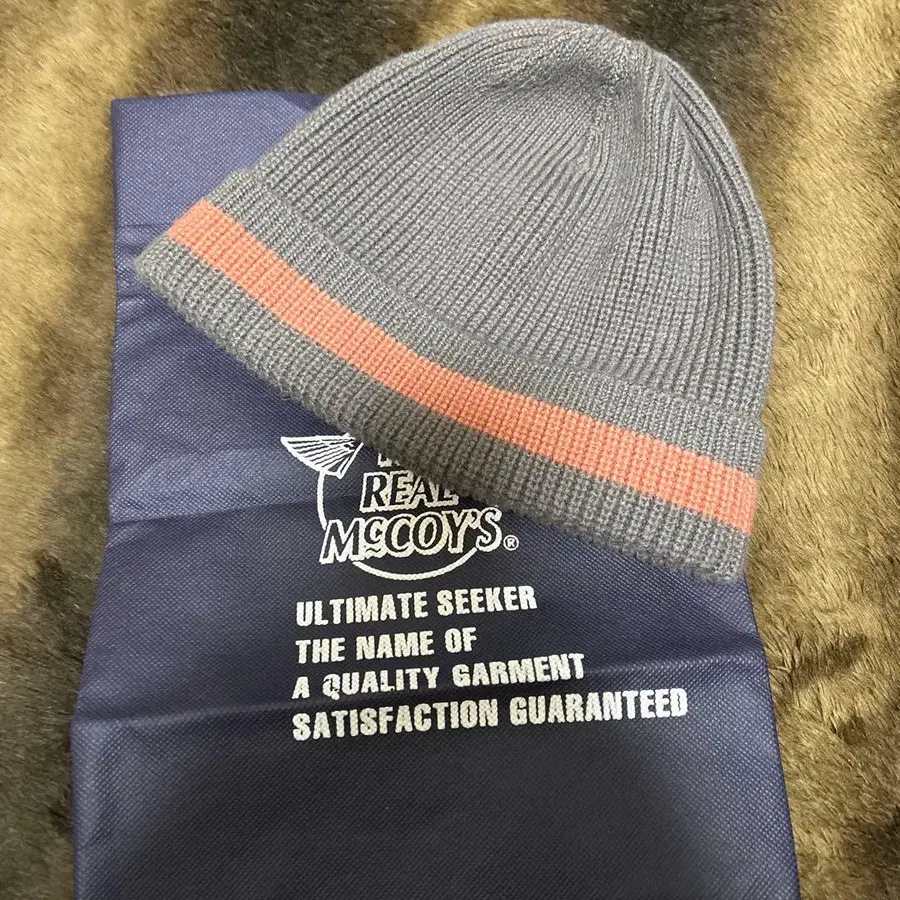 REAL
McCOY'S®
ULTIMATE SEEKER
THE NAME OF
A QUALITY GARMENT
SATISFACTION GUARANTEED